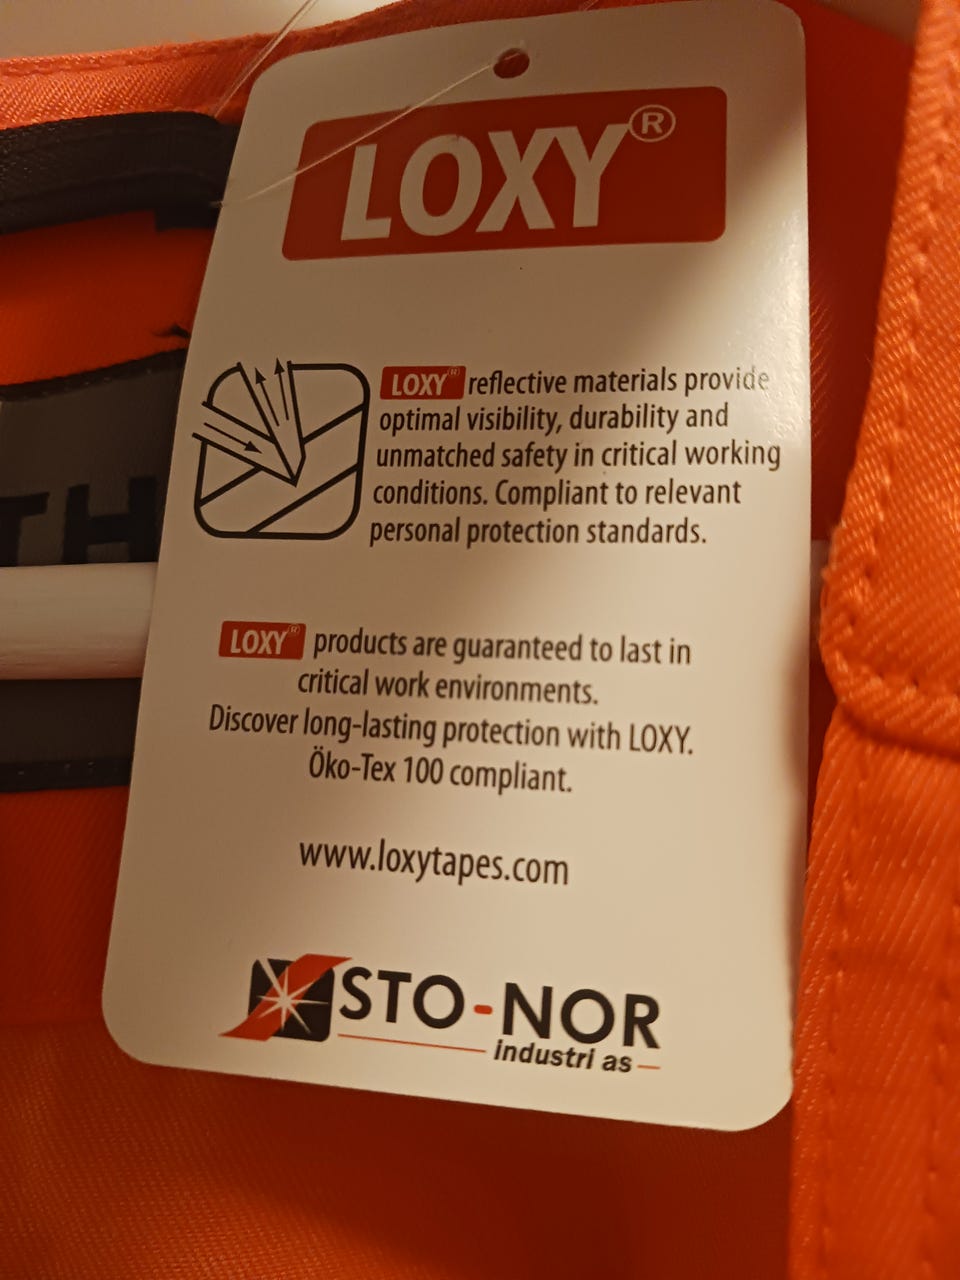 LOXY®
LOXY® reflective materials provide
optimal visibility, durability and
unmatched safety in critical working
conditions. Compliant to relevant
personal protection standards.
TH
LOXY® products are guaranteed to last in
critical work environments.
Discover long-lasting protection with LOXY.
Öko-Tex 100 compliant.
www.loxytapes.com
STO-NOR
industri as